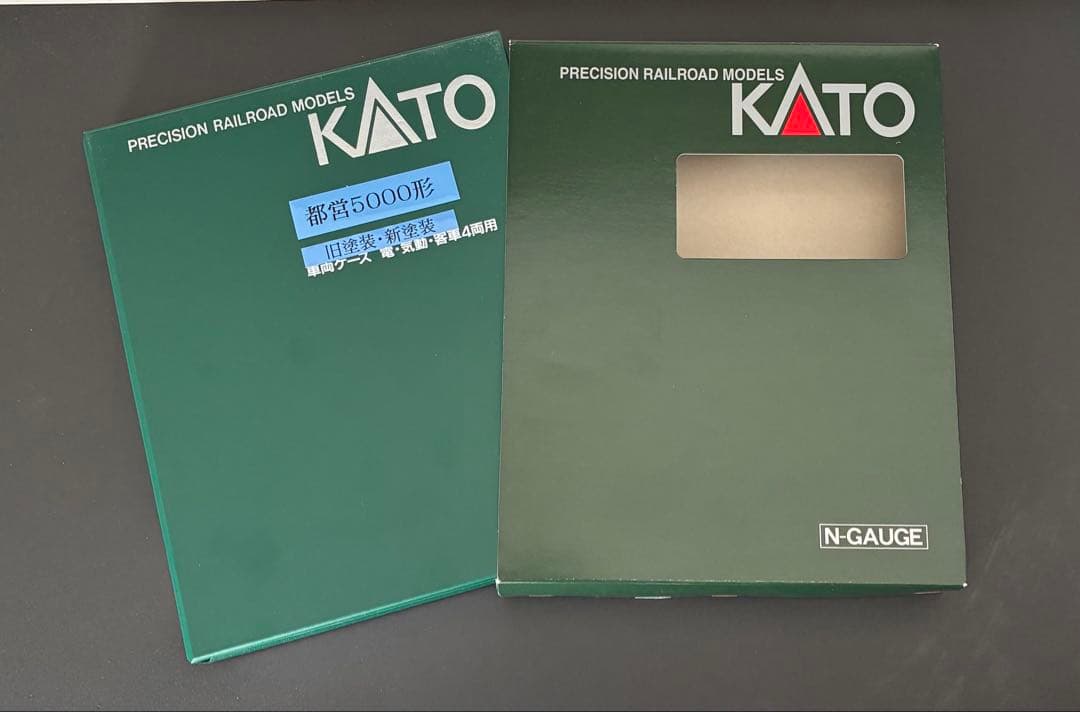 PRECISION RAILROAD MODELS
KATO
都営5000形
旧塗装・新塗装
車両ケース 電・気動・客車4両用
PRECISION RAILROAD MODELS
KATO
N-GAUGE